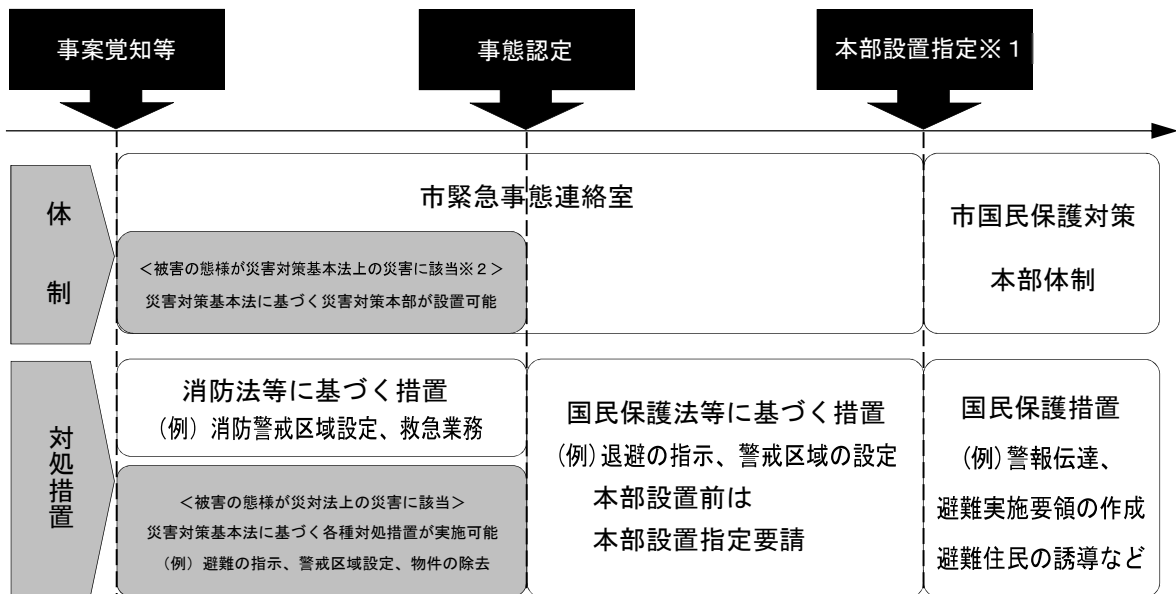 事案覚知等
事態認定
本部設置指定※1
体制
市緊急事態連絡室
＜被害の態様が災害対策基本法上の災害に該当※2＞
災害対策基本法に基づく災害対策本部が設置可能
市国民保護対策
本部体制
対処措置
消防法等に基づく措置
（例）消防警戒区域設定、救急業務
＜被害の態様が災対法上の災害に該当＞
災害対策基本法に基づく各種対処措置が実施可能
（例）避難の指示、警戒区域設定、物件の除去
国民保護法等に基づく措置
（例）退避の指示、警戒区域の設定
本部設置前は
本部設置指定要請
国民保護措置
（例）警報伝達、
避難実施要領の作成
避難住民の誘導など